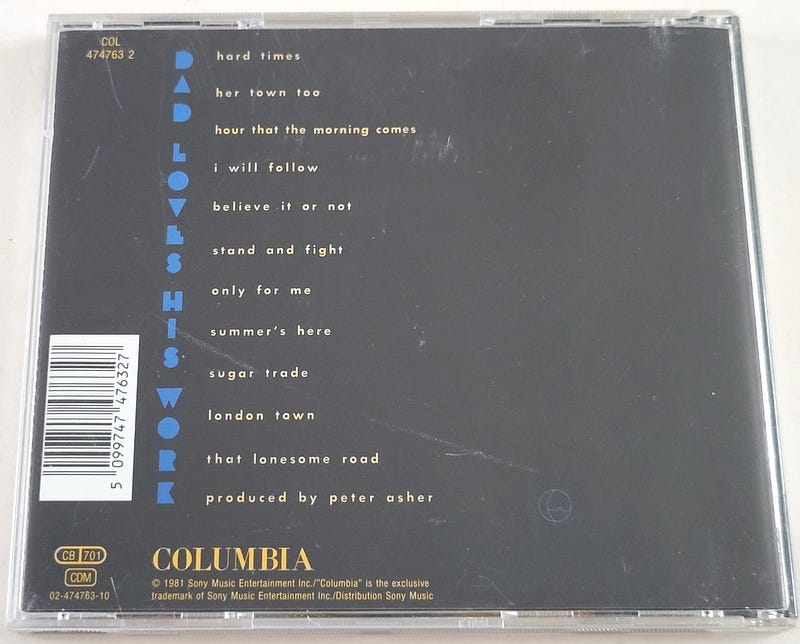 COL
474763 2
DAD LOVES HIS WORK
hard times
her town too
hour that the morning comes
i will follow
believe it or not
stand and fight
only for me
summer's here
sugar trade
london town
that lonesome road
produced by peter asher
5 099747 476327
CB 701
CDM
02-474763-10
COLUMBIA
© 1981 Sony Music Entertainment Inc./"Columbia" is the exclusive
trademark of Sony Music Entertainment Inc./Distribution Sony Music